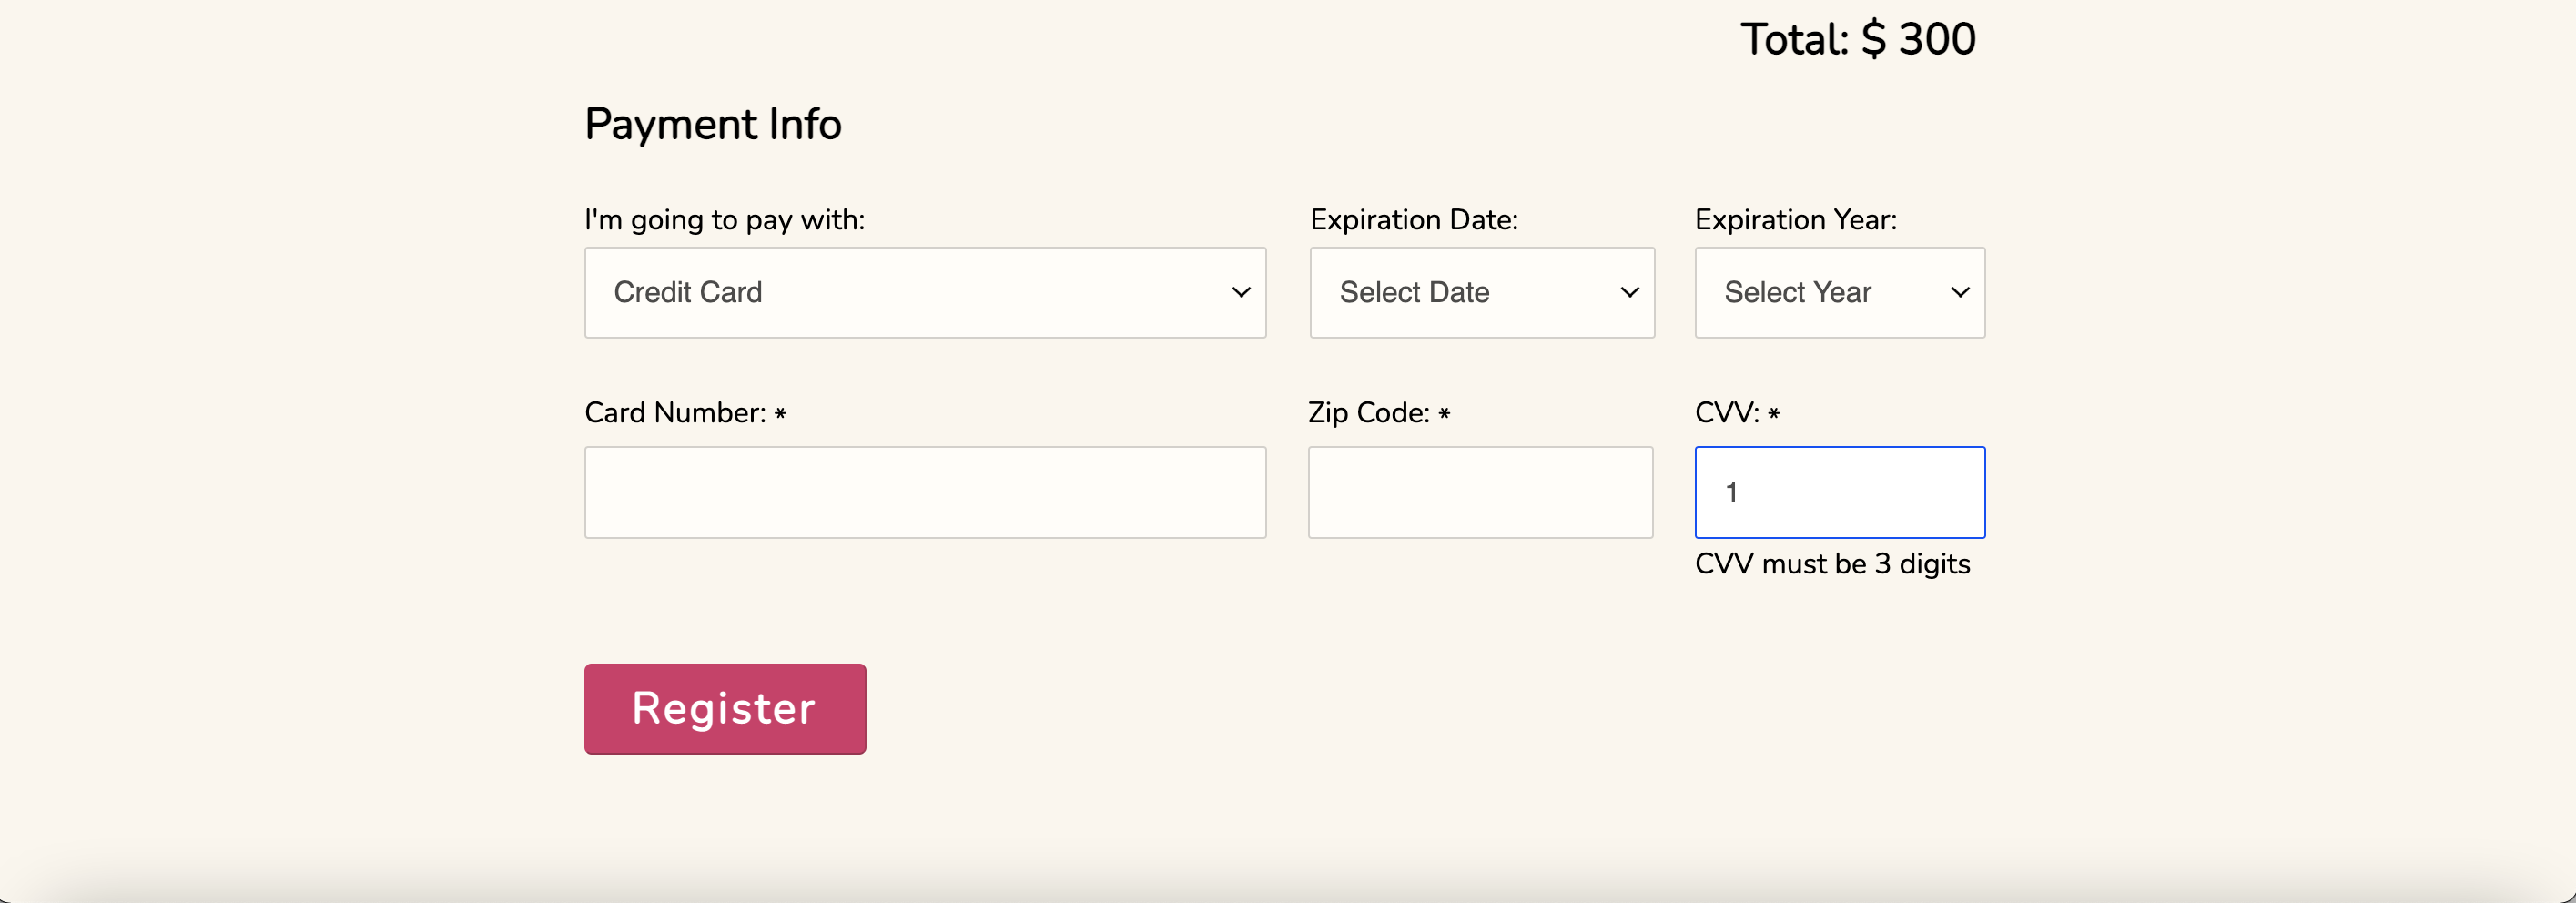 Total: $ 300
Payment Info
I'm going to pay with:
Expiration Date:
Expiration Year:
Credit Card
Select Date
Select Year
Card Number: *
Zip Code: *
CVV: *
1
CVV must be 3 digits
Register